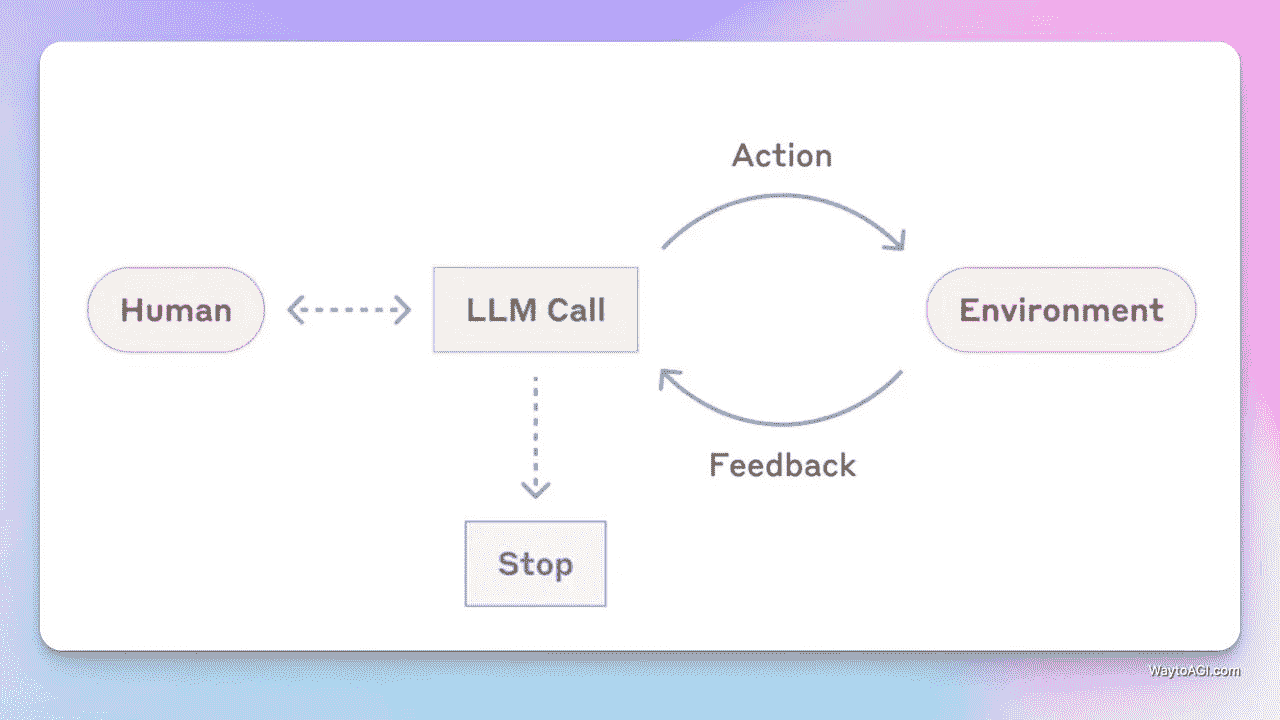 Action
Human
LLM Call
Environment
Feedback
Stop
WaytoAGI.com